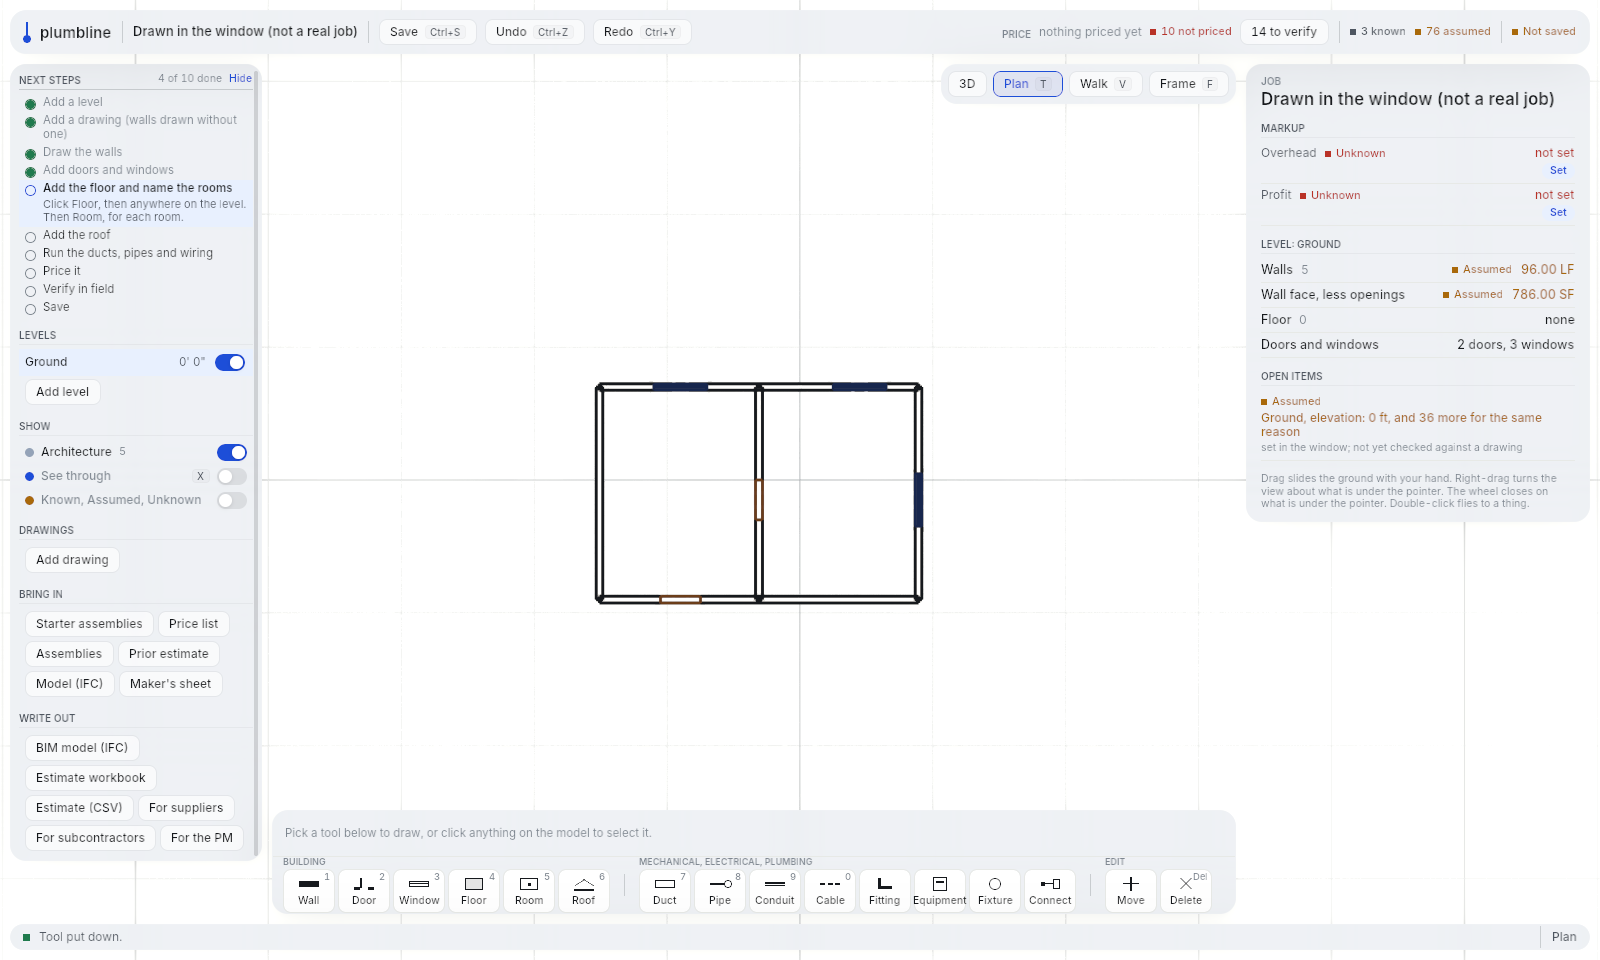 plumbline
Drawn in the window (not a real job)
Save Ctrl+S
Undo Ctrl+Z
Redo Ctrl+Y
PRICE nothing priced yet
10 not priced
14 to verify
3 known
76 assumed
Not saved
NEXT STEPS
4 of 10 done Hide
Add a level
Add a drawing (walls drawn without
one)
Draw the walls
Add doors and windows
Add the floor and name the rooms
Click Floor, then anywhere on the level.
Then Room, for each room.
Add the roof
Run the ducts, pipes and wiring
Price it
Verify in field
Save
LEVELS
Ground 0' 0"
Add level
SHOW
Architecture 5
See through X
Known, Assumed, Unknown
DRAWINGS
Add drawing
BRING IN
Starter assemblies
Price list
Assemblies
Prior estimate
Model (IFC)
Maker's sheet
WRITE OUT
BIM model (IFC)
Estimate workbook
Estimate (CSV)
For suppliers
For subcontractors
For the PM
3D
Plan T
Walk V
Frame F
JOB
Drawn in the window (not a real job)
MARKUP
Overhead Unknown not set
Set
Profit Unknown not set
Set
LEVEL: GROUND
Walls 5 Assumed 96.00 LF
Wall face, less openings Assumed 786.00 SF
Floor 0 none
Doors and windows 2 doors, 3 windows
OPEN ITEMS
Assumed
Ground, elevation: 0 ft, and 36 more for the same
reason
set in the window; not yet checked against a drawing
Drag slides the ground with your hand. Right-drag turns the
view about what is under the pointer. The wheel closes on
what is under the pointer. Double-click flies to a thing.
Pick a tool below to draw, or click anything on the model to select it.
BUILDING
Wall 1
Door 2
Window 3
Floor 4
Room 5
Roof 6
MECHANICAL, ELECTRICAL, PLUMBING
Duct 7
Pipe 8
Conduit 9
Cable 0
Fitting
Equipment
Fixture
Connect
EDIT
Move
Delete Del
Tool put down.
Plan